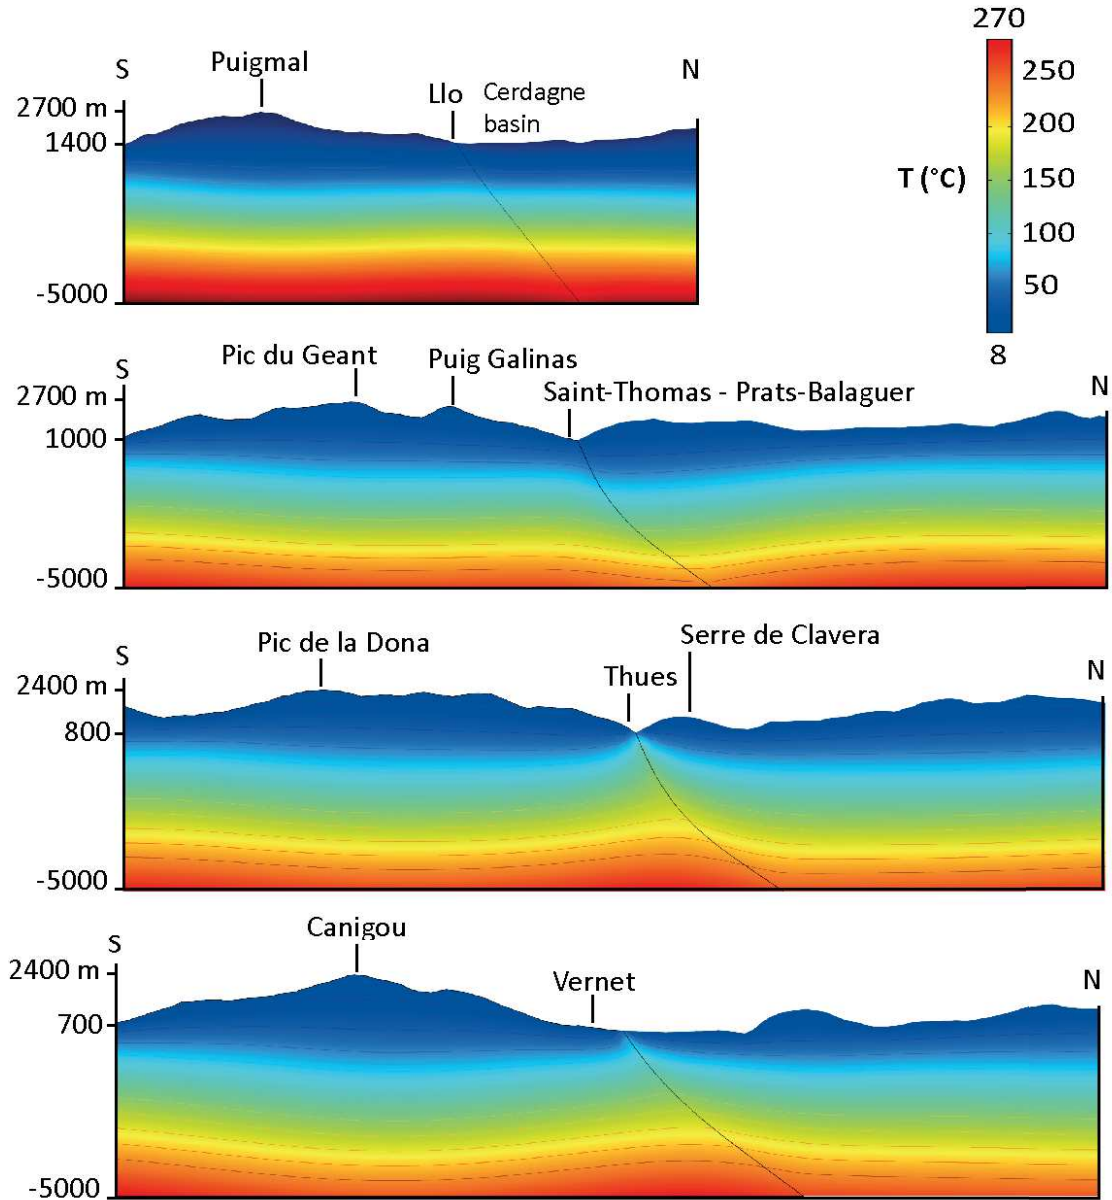 270
250
200
150
100
50
8
T (°C)
S
Puigmal
Llo
Cerdagne
basin
N
2700 m
1400
-5000
S
Pic du Geant
Puig Galinas
Saint-Thomas - Prats-Balaguer
N
2700 m
1000
-5000
S
Pic de la Dona
Thues
Serre de Clavera
N
2400 m
800
-5000
S
Canigou
Vernet
N
2400 m
700
-5000